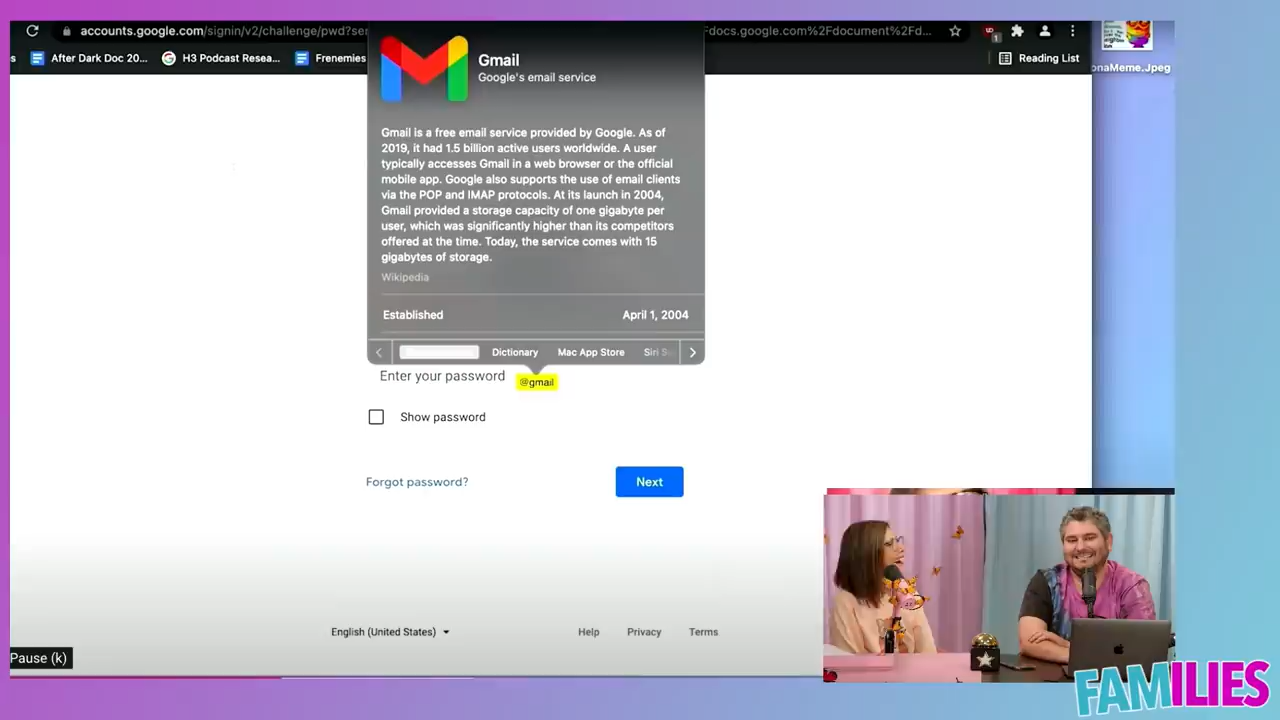 accounts.google.com/signin/v2/challenge/pwd?ser
Fdocs.google.com%2Fdocument%2Fd...
1
s
After Dark Doc 20...
H3 Podcast Resea...
Frenemies
Reading List
onaMeme.Jpeg
Gmail
Google's email service
Gmail is a free email service provided by Google. As of
2019, it had 1.5 billion active users worldwide. A user
typically accesses Gmail in a web browser or the official
mobile app. Google also supports the use of email clients
via the POP and IMAP protocols. At its launch in 2004,
Gmail provided a storage capacity of one gigabyte per
user, which was significantly higher than its competitors
offered at the time. Today, the service comes with 15
gigabytes of storage.
Wikipedia
Established April 1, 2004
Dictionary Mac App Store Siri S
Enter your password @gmail
Show password
Forgot password? Next
English (United States) Help Privacy Terms
Pause (k)
FAMILIES